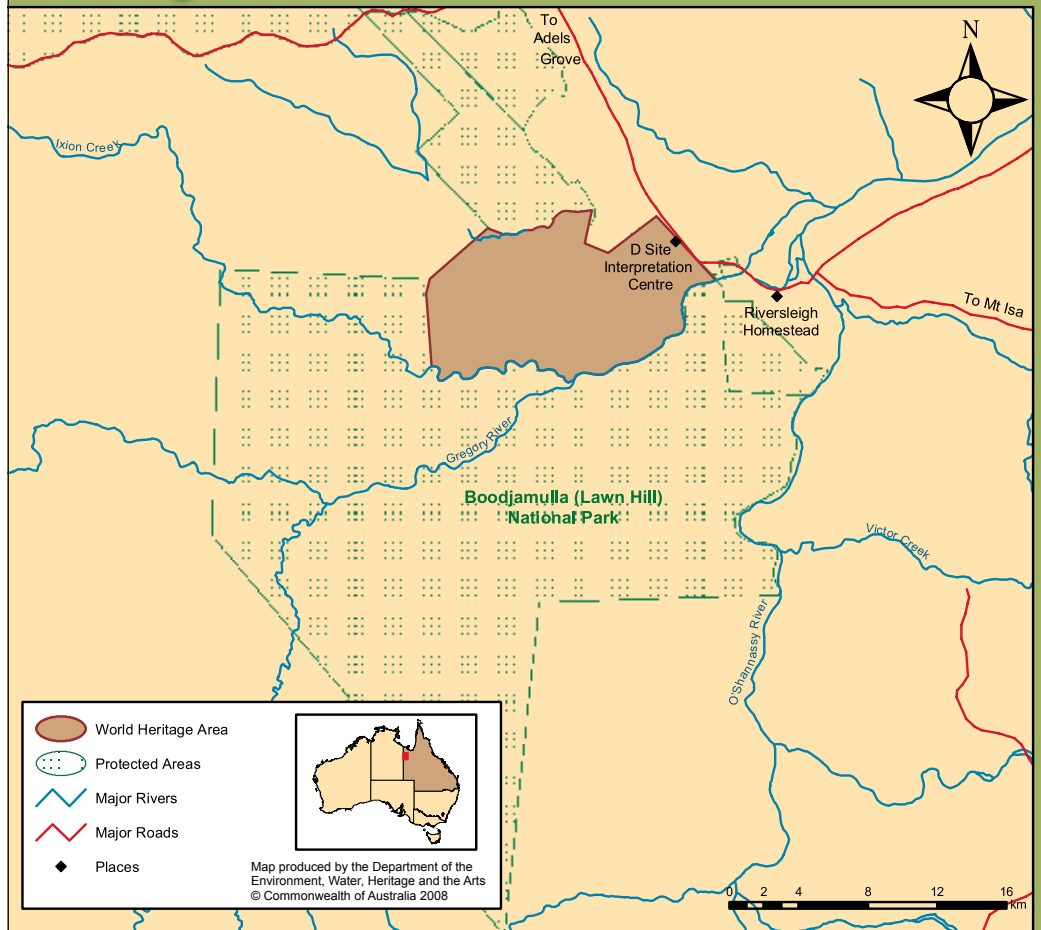 To
Adels
Grove
N
Ixion Creek
D Site
Interpretation
Centre
Riversleigh
Homestead
To Mt Isa
Gregory River
Boodjamulla (Lawn Hill)
National Park
Victor Creek
O'Shannassy River
World Heritage Area
Protected Areas
Major Rivers
Major Roads
Places
Map produced by the Department of the
Environment, Water, Heritage and the Arts
© Commonwealth of Australia 2008
0 2 4 8 12 16
km